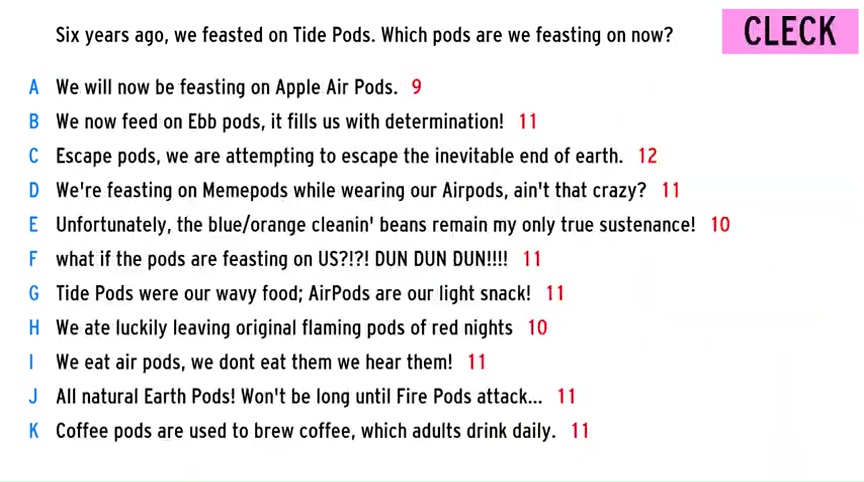 Six years ago, we feasted on Tide Pods. Which pods are we feasting on now?
CLECK
A We will now be feasting on Apple Air Pods. 9
B We now feed on Ebb pods, it fills us with determination! 11
C Escape pods, we are attempting to escape the inevitable end of earth. 12
D We're feasting on Memepods while wearing our Airpods, ain't that crazy? 11
E Unfortunately, the blue/orange cleanin' beans remain my only true sustenance! 10
F what if the pods are feasting on US?!?! DUN DUN DUN!!!! 11
G Tide Pods were our wavy food; AirPods are our light snack! 11
H We ate luckily leaving original flaming pods of red nights 10
I We eat air pods, we dont eat them we hear them! 11
J All natural Earth Pods! Won't be long until Fire Pods attack... 11
K Coffee pods are used to brew coffee, which adults drink daily. 11